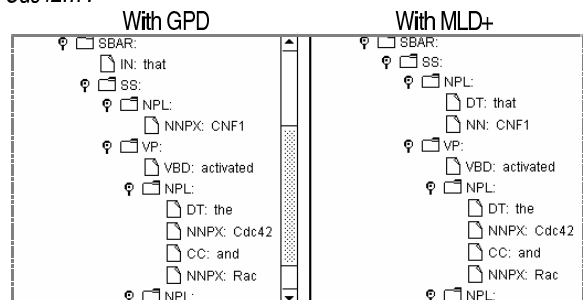 With GPD
SBAR:
IN: that
SS:
NPL:
NNPX: CNF1
VP:
VBD: activated
NPL:
DT: the
NNPX: Cdc42
CC: and
NNPX: Rac
NPL:
With MLD+
SBAR:
SS:
NPL:
DT: that
NN: CNF1
VP:
VBD: activated
NPL:
DT: the
NNPX: Cdc42
CC: and
NNPX: Rac
NPL: